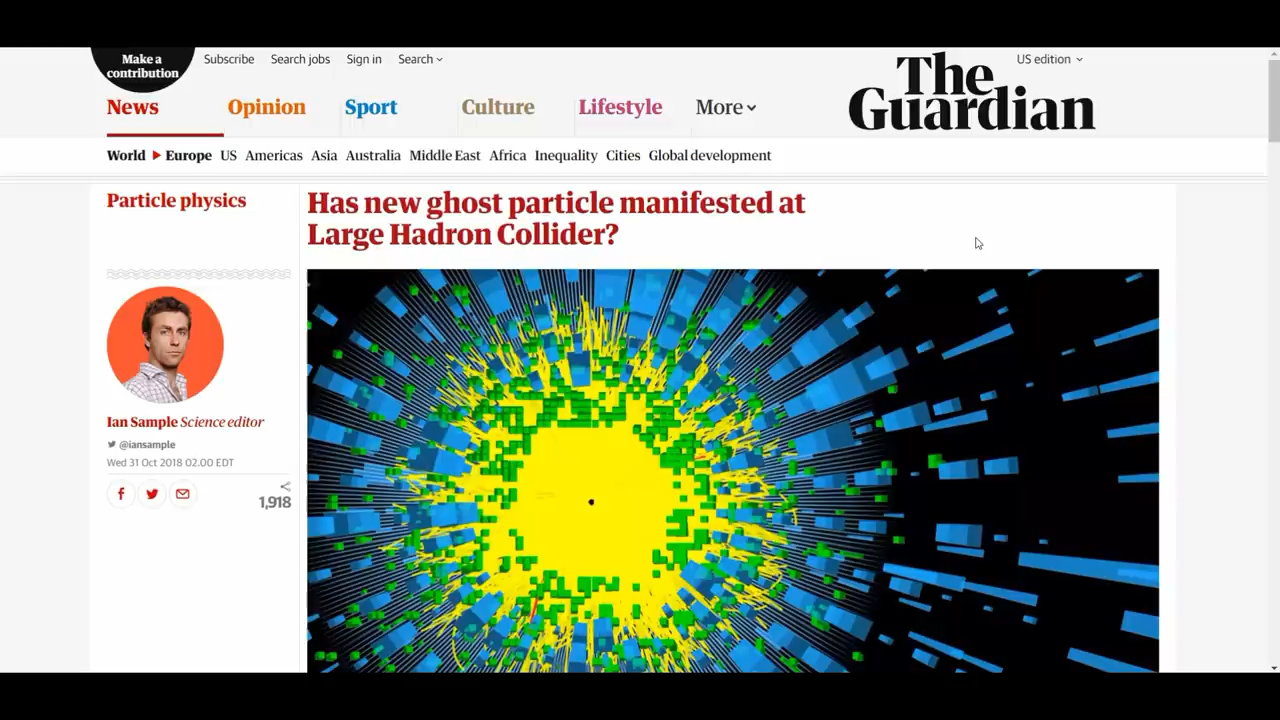 Make a
contribution
Subscribe Search jobs Sign in Search
US edition
The
Guardian
News Opinion Sport Culture Lifestyle More
World Europe US Americas Asia Australia Middle East Africa Inequality Cities Global development
Particle physics
Has new ghost particle manifested at
Large Hadron Collider?
Ian Sample Science editor
@iansample
Wed 31 Oct 2018 02.00 EDT
1,918